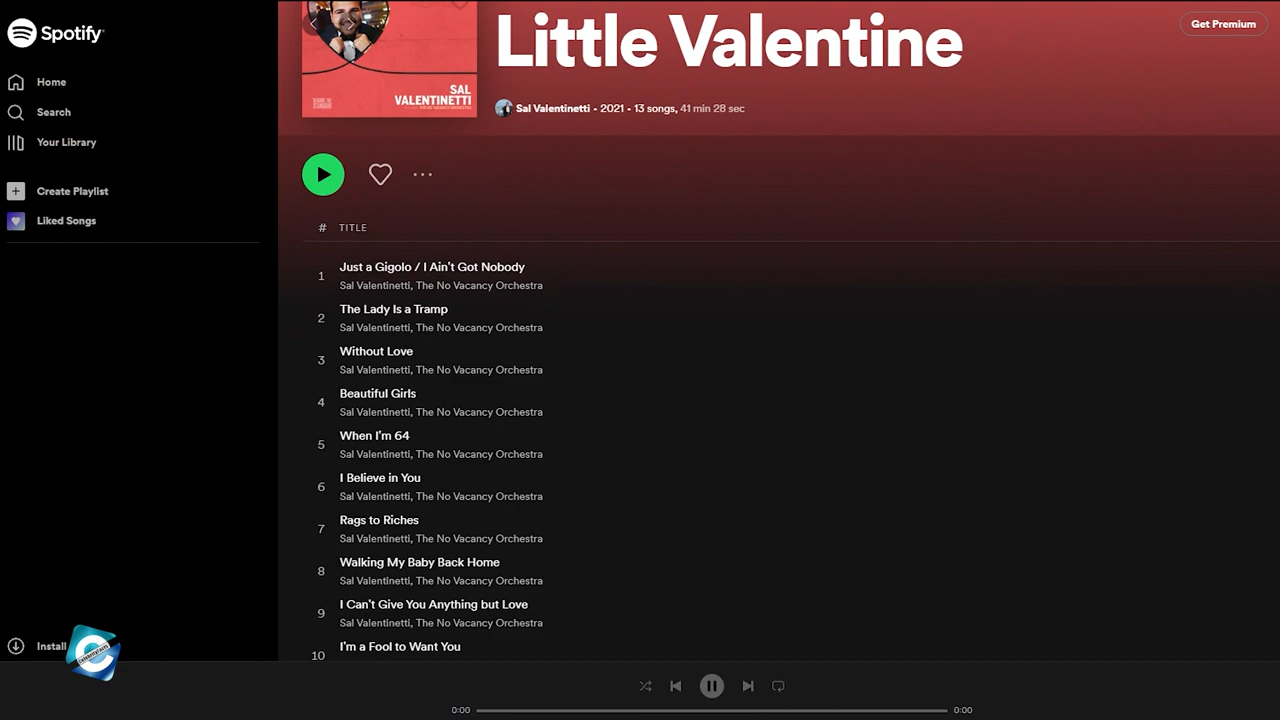 Spotify
Home
Search
Your Library
Create Playlist
Liked Songs
Install
SAL
VALENTINETTI
THE NO VACANCY ORCHESTRA
Little Valentine
Get Premium
Sal Valentinetti • 2021 • 13 songs, 41 min 28 sec
# TITLE
1 Just a Gigolo / I Ain't Got Nobody
Sal Valentinetti, The No Vacancy Orchestra
2 The Lady Is a Tramp
Sal Valentinetti, The No Vacancy Orchestra
3 Without Love
Sal Valentinetti, The No Vacancy Orchestra
4 Beautiful Girls
Sal Valentinetti, The No Vacancy Orchestra
5 When I'm 64
Sal Valentinetti, The No Vacancy Orchestra
6 I Believe in You
Sal Valentinetti, The No Vacancy Orchestra
7 Rags to Riches
Sal Valentinetti, The No Vacancy Orchestra
8 Walking My Baby Back Home
Sal Valentinetti, The No Vacancy Orchestra
9 I Can't Give You Anything but Love
Sal Valentinetti, The No Vacancy Orchestra
10 I'm a Fool to Want You
0:00 0:00